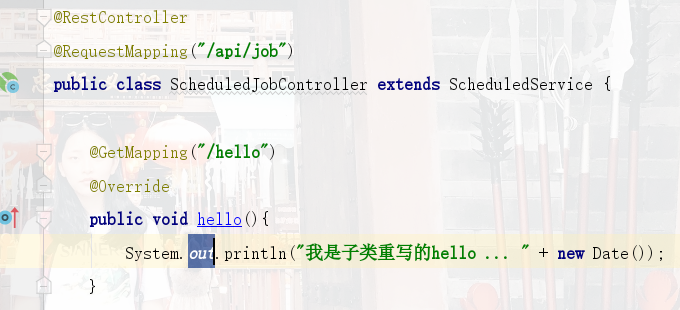 @RestController
@RequestMapping("/api/job")
public class ScheduledJobController extends ScheduledService {
@GetMapping("/hello")
@Override
public void hello(){
System.out.println("我是子类重写的hello ... " + new Date());
}